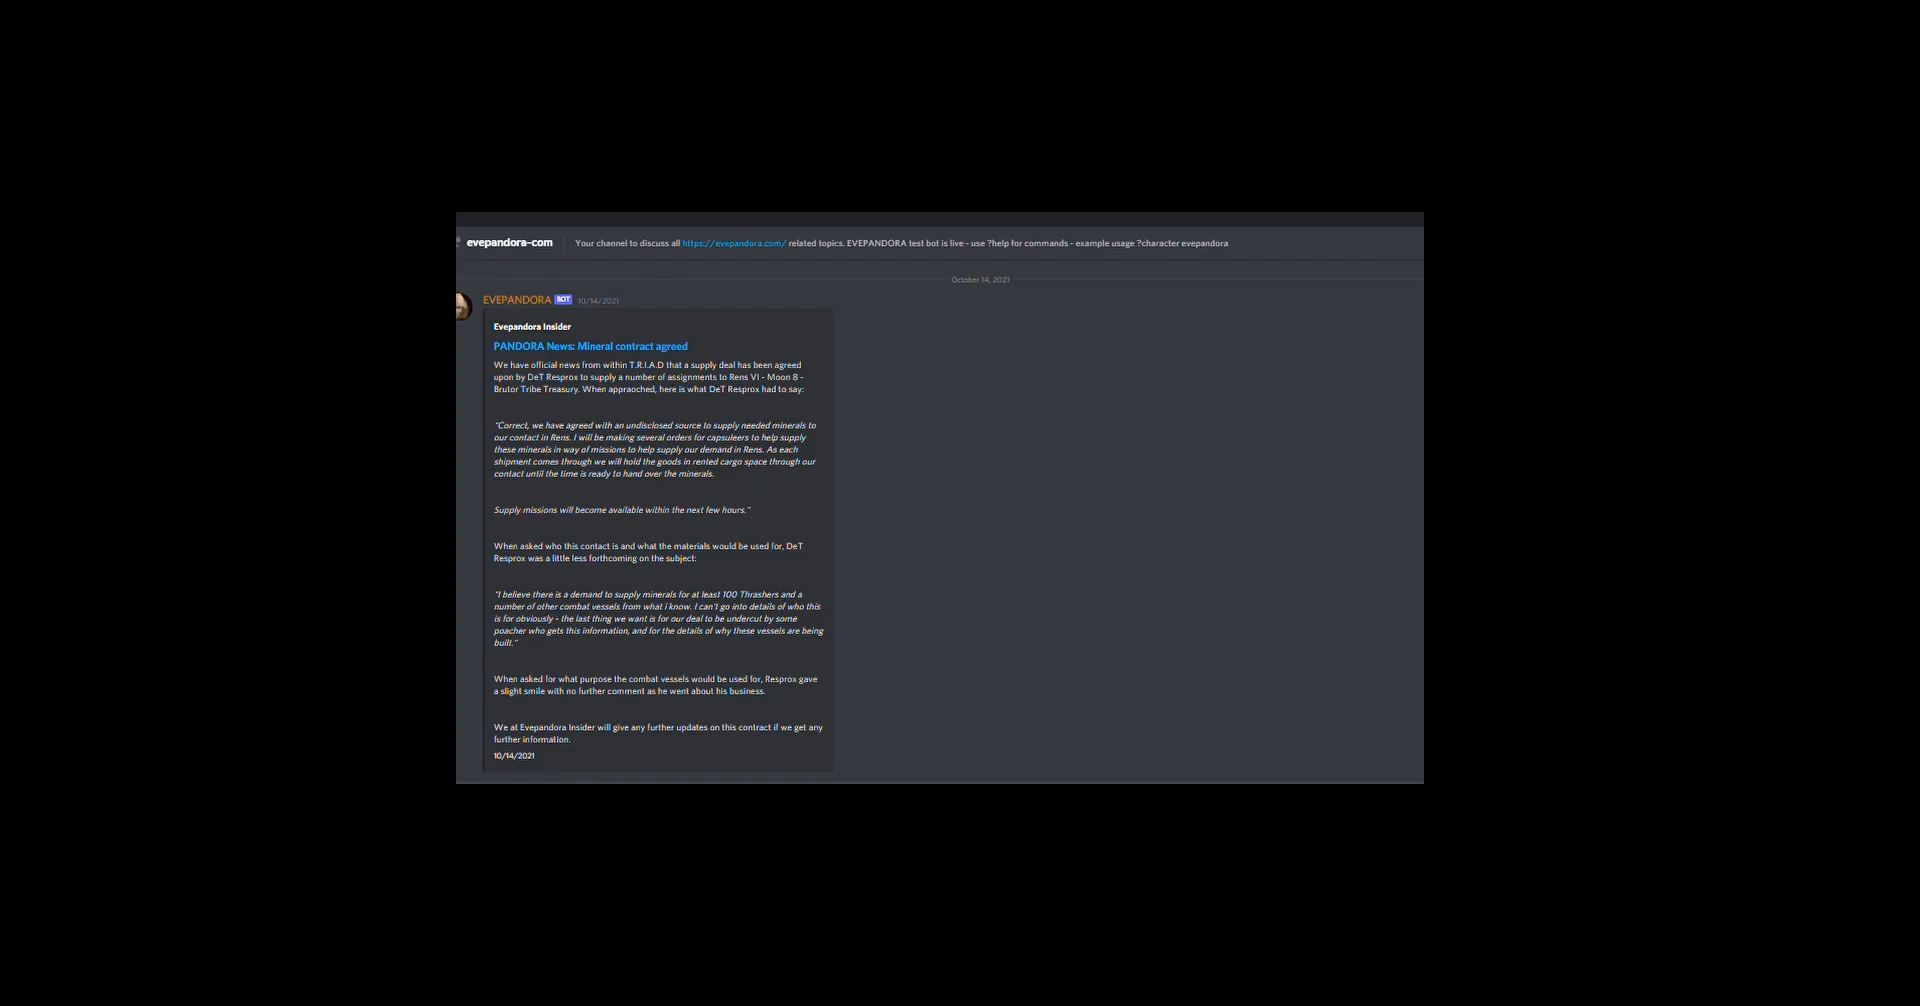 evepandora-com
Your channel to discuss all https://evepandora.com/ related topics. EVEPANDORA test bot is live - use ?help for commands - example usage ?character evepandora
October 14, 2021
EVEPANDORA BOT 10/14/2021
Evepandora Insider
PANDORA News: Mineral contract agreed
We have official news from within T.R.I.A.D that a supply deal has been agreed
upon by DeT Resprox to supply a number of assignments to Rens VI - Moon 8 -
Brutor Tribe Treasury. When appraoched, here is what DeT Resprox had to say:
"Correct, we have agreed with an undisclosed source to supply needed minerals to
our contact in Rens. I will be making several orders for capsuleers to help supply
these minerals in way of missions to help supply our demand in Rens. As each
shipment comes through we will hold the goods in rented cargo space through our
contact until the time is ready to hand over the minerals.
Supply missions will become available within the next few hours."
When asked who this contact is and what the materials would be used for, DeT
Resprox was a little less forthcoming on the subject:
"I believe there is a demand to supply minerals for at least 100 Thrashers and a
number of other combat vessels from what i know. I can't go into details of who this
is for obviously - the last thing we want is for our deal to be undercut by some
poacher who gets this information, and for the details of why these vessels are being
built."
When asked for what purpose the combat vessels would be used for, Resprox gave
a slight smile with no further comment as he went about his business.
We at Evepandora Insider will give any further updates on this contract if we get any
further information.
10/14/2021